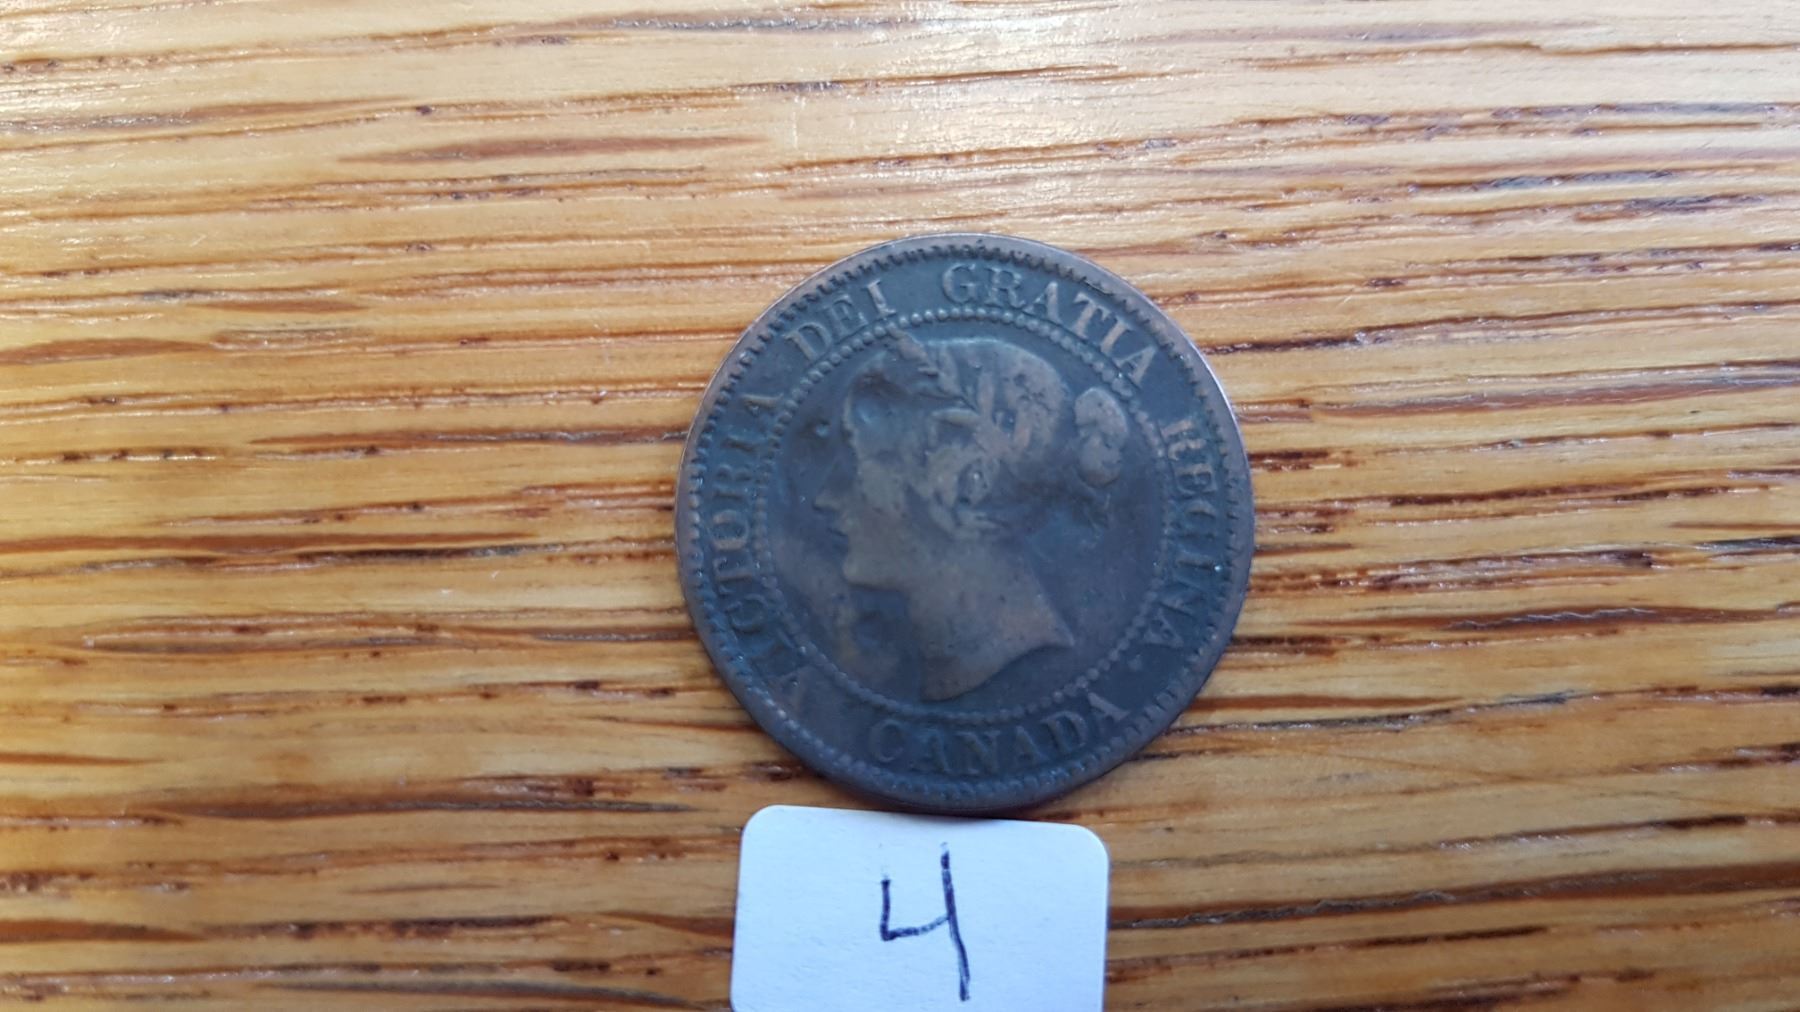 VICTORIA DEI GRATIA REGINA.
CANADA
4